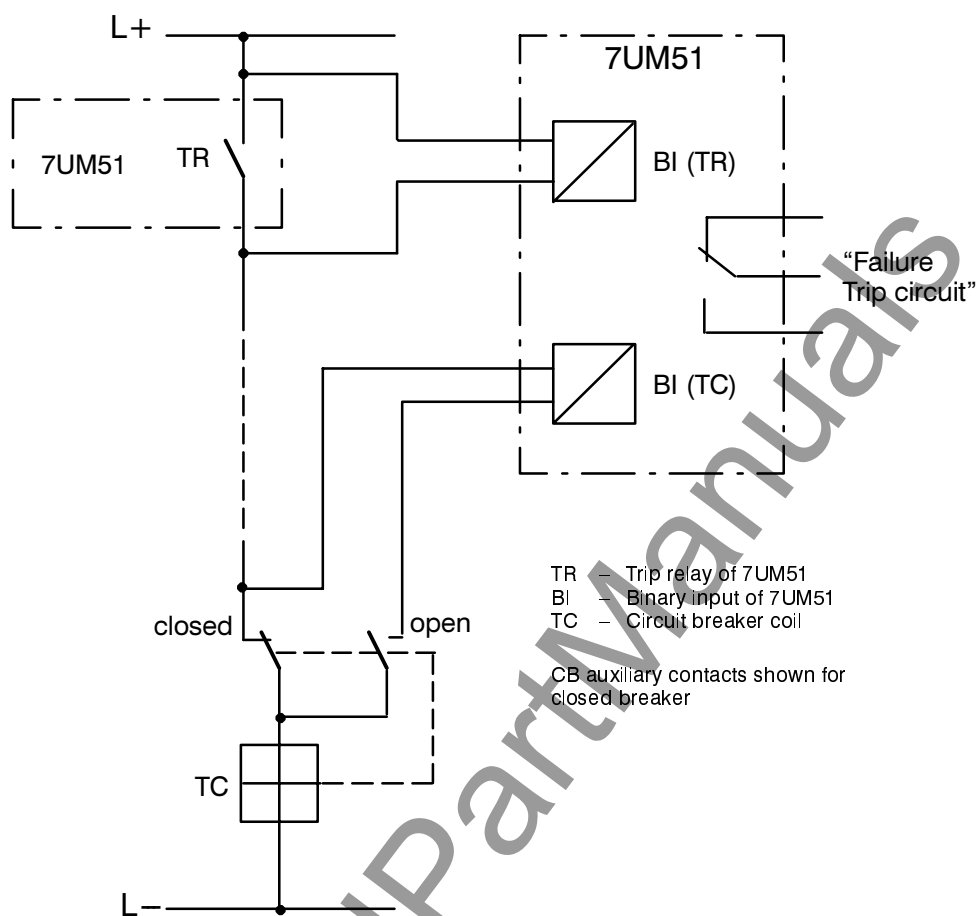 L+
7UM51
7UM51
TR
BI (TR)
“Failure
Trip circuit”
BI (TC)
TR – Trip relay of 7UM51
BI – Binary input of 7UM51
TC – Circuit breaker coil
closed
open
CB auxiliary contacts shown for
closed breaker
TC
L–
PartManuals